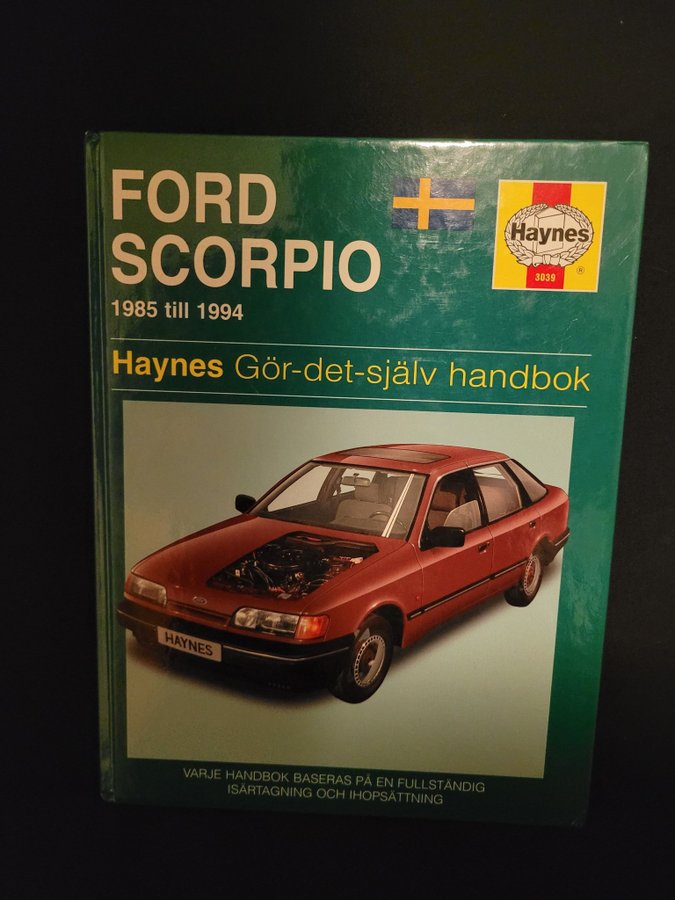 FORD
SCORPIO
1985 till 1994
Haynes
3039
®
Haynes Gör-det-själv handbok
HAYNES
VARJE HANDBOK BASERAS PÅ EN FULLSTÄNDIG
ISÄRTAGNING OCH IHOPSÄTTNING